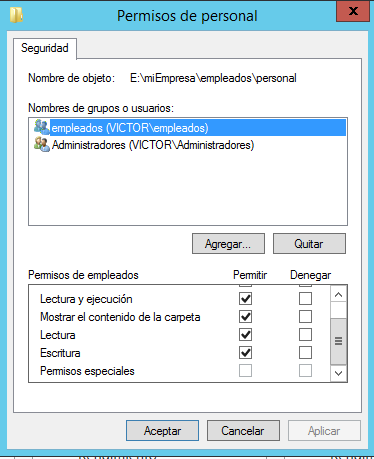 Permisos de personal
x
Seguridad
Nombre de objeto: E:\miEmpresa\empleados\personal
Nombres de grupos o usuarios:
empleados (VICTOR\empleados)
Administradores (VICTOR\Administradores)
Agregar... Quitar
Permisos de empleados Permitir Denegar
Lectura y ejecución
Mostrar el contenido de la carpeta
Lectura
Escritura
Permisos especiales
Aceptar Cancelar Aplicar